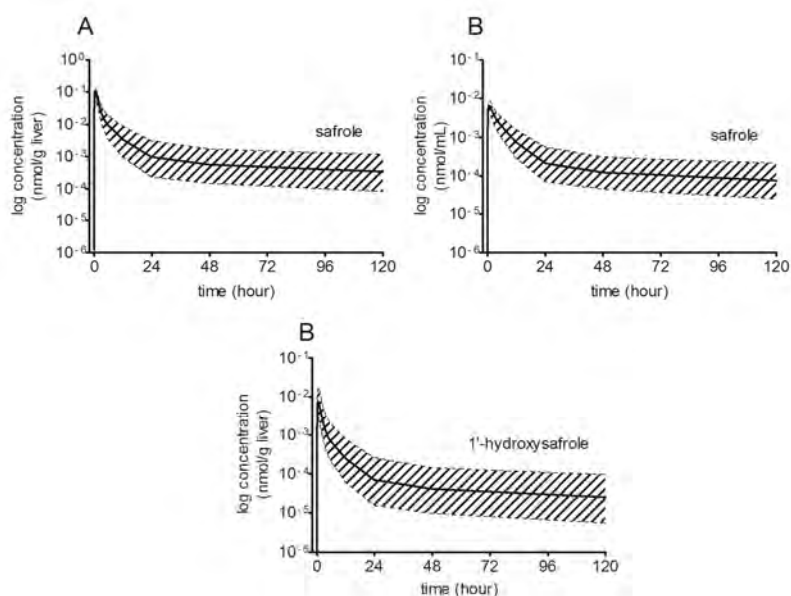 A
log concentration
(nmol/g liver)
10⁰
10⁻¹
10⁻²
10⁻³
10⁻⁴
10⁻⁵
10⁻⁶
safrole
0 24 48 72 96 120
time (hour)
B
log concentration
(nmol/mL)
10⁻¹
10⁻²
10⁻³
10⁻⁴
10⁻⁵
10⁻⁶
safrole
0 24 48 72 96 120
time (hour)
B
log concentration
(nmol/g liver)
10⁻¹
10⁻²
10⁻³
10⁻⁴
10⁻⁵
10⁻⁶
1'-hydroxysafrole
0 24 48 72 96 120
time (hour)